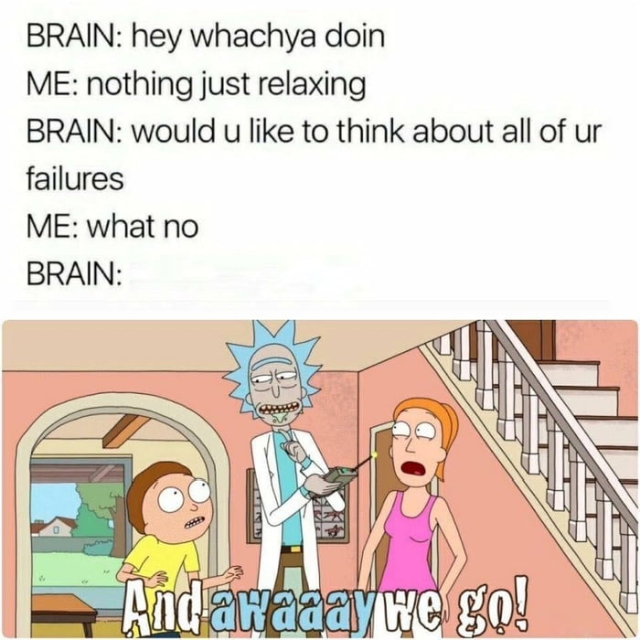 BRAIN: hey whachya doin
ME: nothing just relaxing
BRAIN: would u like to think about all of ur
failures
ME: what no
BRAIN:
And awaaay we go!